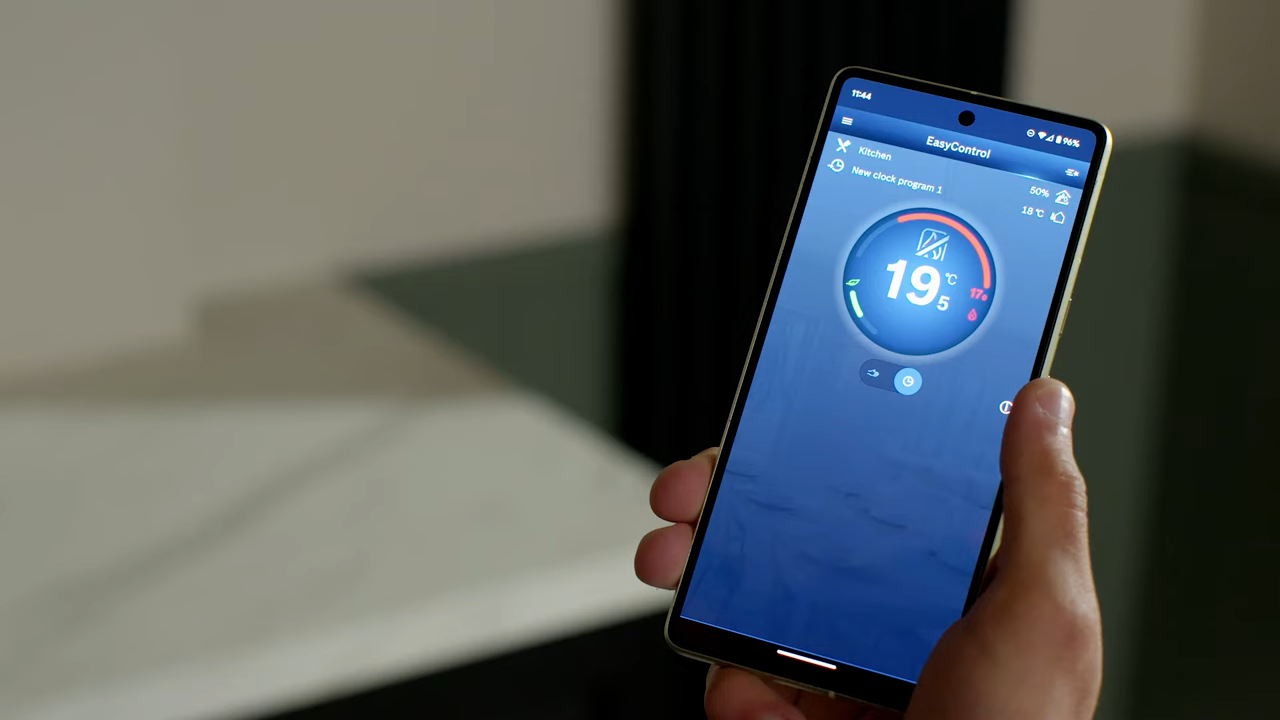 11:44
96%
EasyControl
Kitchen
New clock program 1
50%
18 °C
19 5 °C
17°